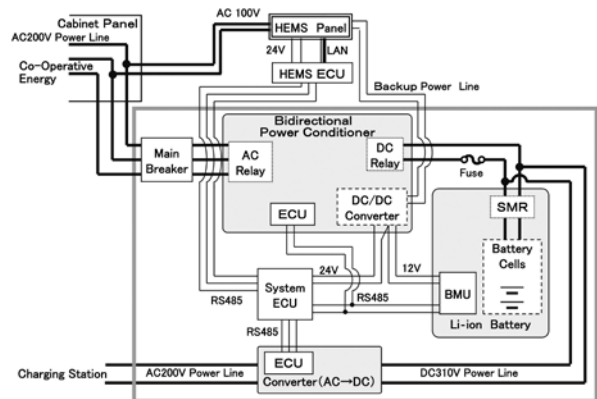 Cabinet Panel
AC 100V
HEMS Panel
AC200V Power Line
24V
LAN
Co-Operative
Energy
HEMS ECU
Backup Power Line
Bidirectional
Power Conditioner
Main
Breaker
AC
Relay
DC
Relay
Fuse
SMR
DC/DC
Converter
ECU
Battery
Cells
24V
12V
System
ECU
RS485
RS485
BMU
Li-ion Battery
RS485
ECU
Charging Station
AC200V Power Line
Converter(AC→DC)
DC310V Power Line